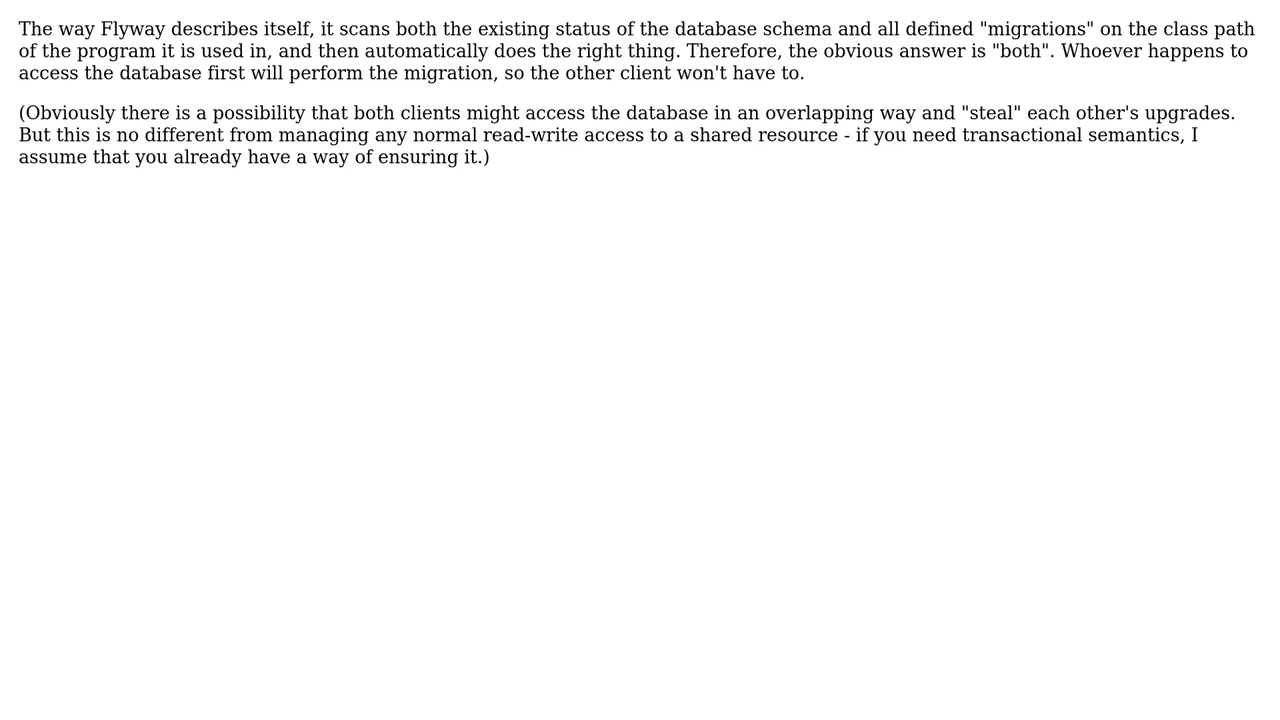 The way Flyway describes itself, it scans both the existing status of the database schema and all defined "migrations" on the class path
of the program it is used in, and then automatically does the right thing. Therefore, the obvious answer is "both". Whoever happens to
access the database first will perform the migration, so the other client won't have to.
(Obviously there is a possibility that both clients might access the database in an overlapping way and "steal" each other's upgrades.
But this is no different from managing any normal read-write access to a shared resource - if you need transactional semantics, I
assume that you already have a way of ensuring it.)